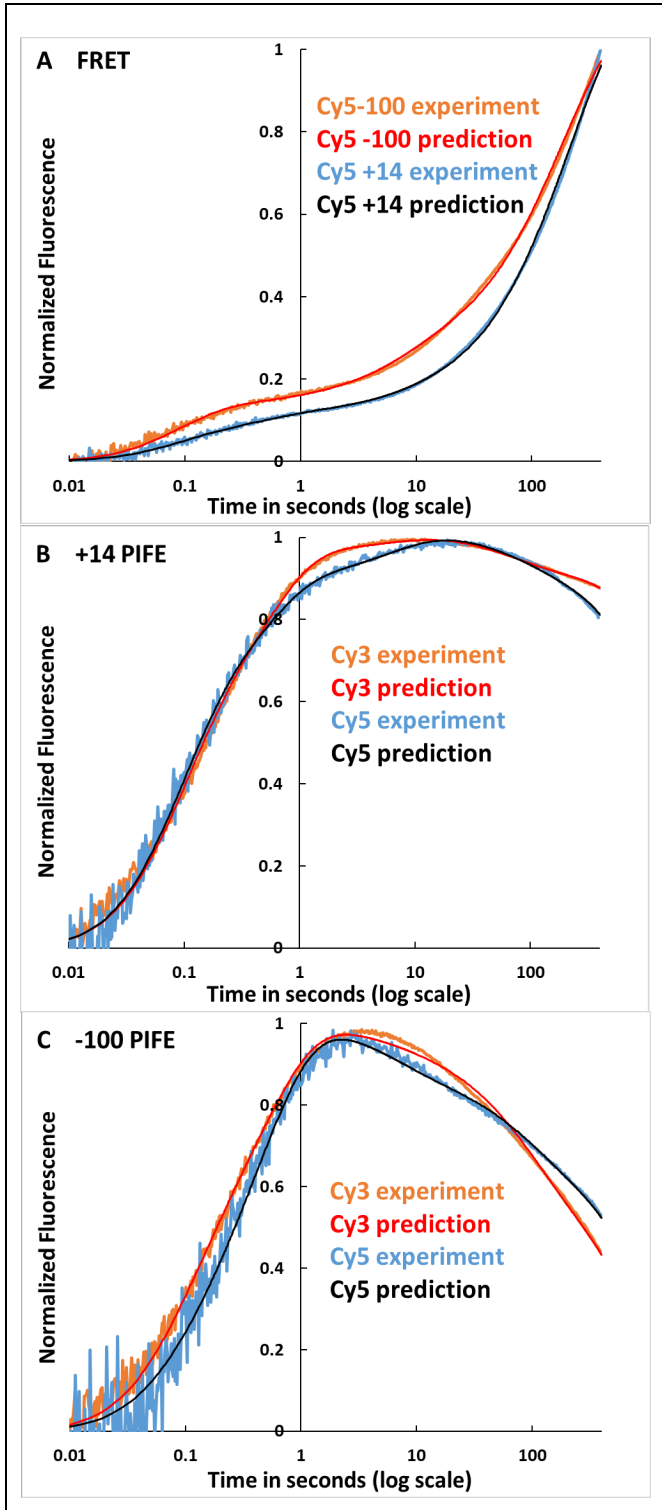 A FRET
1
Cy5-100 experiment
Cy5 -100 prediction
Cy5 +14 experiment
Cy5 +14 prediction
Normalized Fluorescence
0.8
0.6
0.4
0.2
0
0.01 0.1 1 10 100
Time in seconds (log scale)
B +14 PIFE
1
0.8
Cy3 experiment
Cy3 prediction
Cy5 experiment
Cy5 prediction
Normalized Fluorescence
0.6
0.4
0.2
0
0.01 0.1 1 10 100
Time in seconds (log scale)
C -100 PIFE
1
0.8
Normalized Fluorescence
0.6
Cy3 experiment
Cy3 prediction
Cy5 experiment
Cy5 prediction
0.4
0.2
0
0.01 0.1 1 10 100
Time in seconds (log scale)